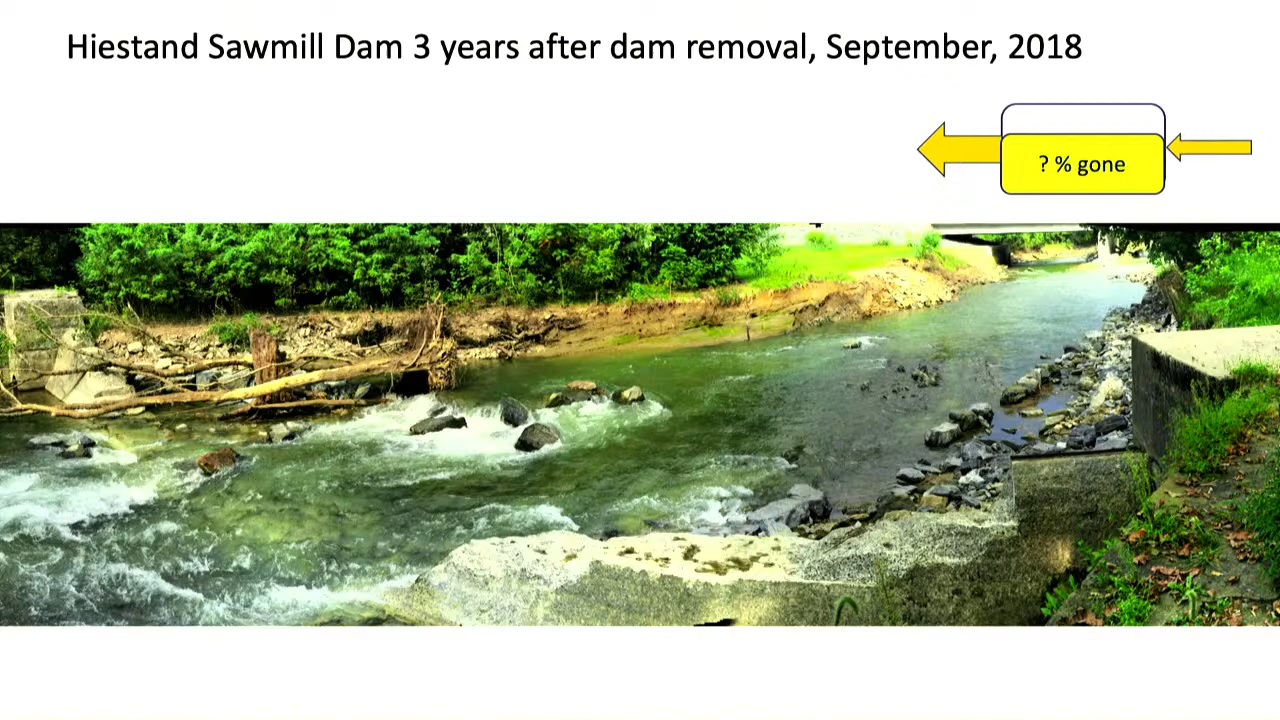 Hiestand Sawmill Dam 3 years after dam removal, September, 2018
? % gone